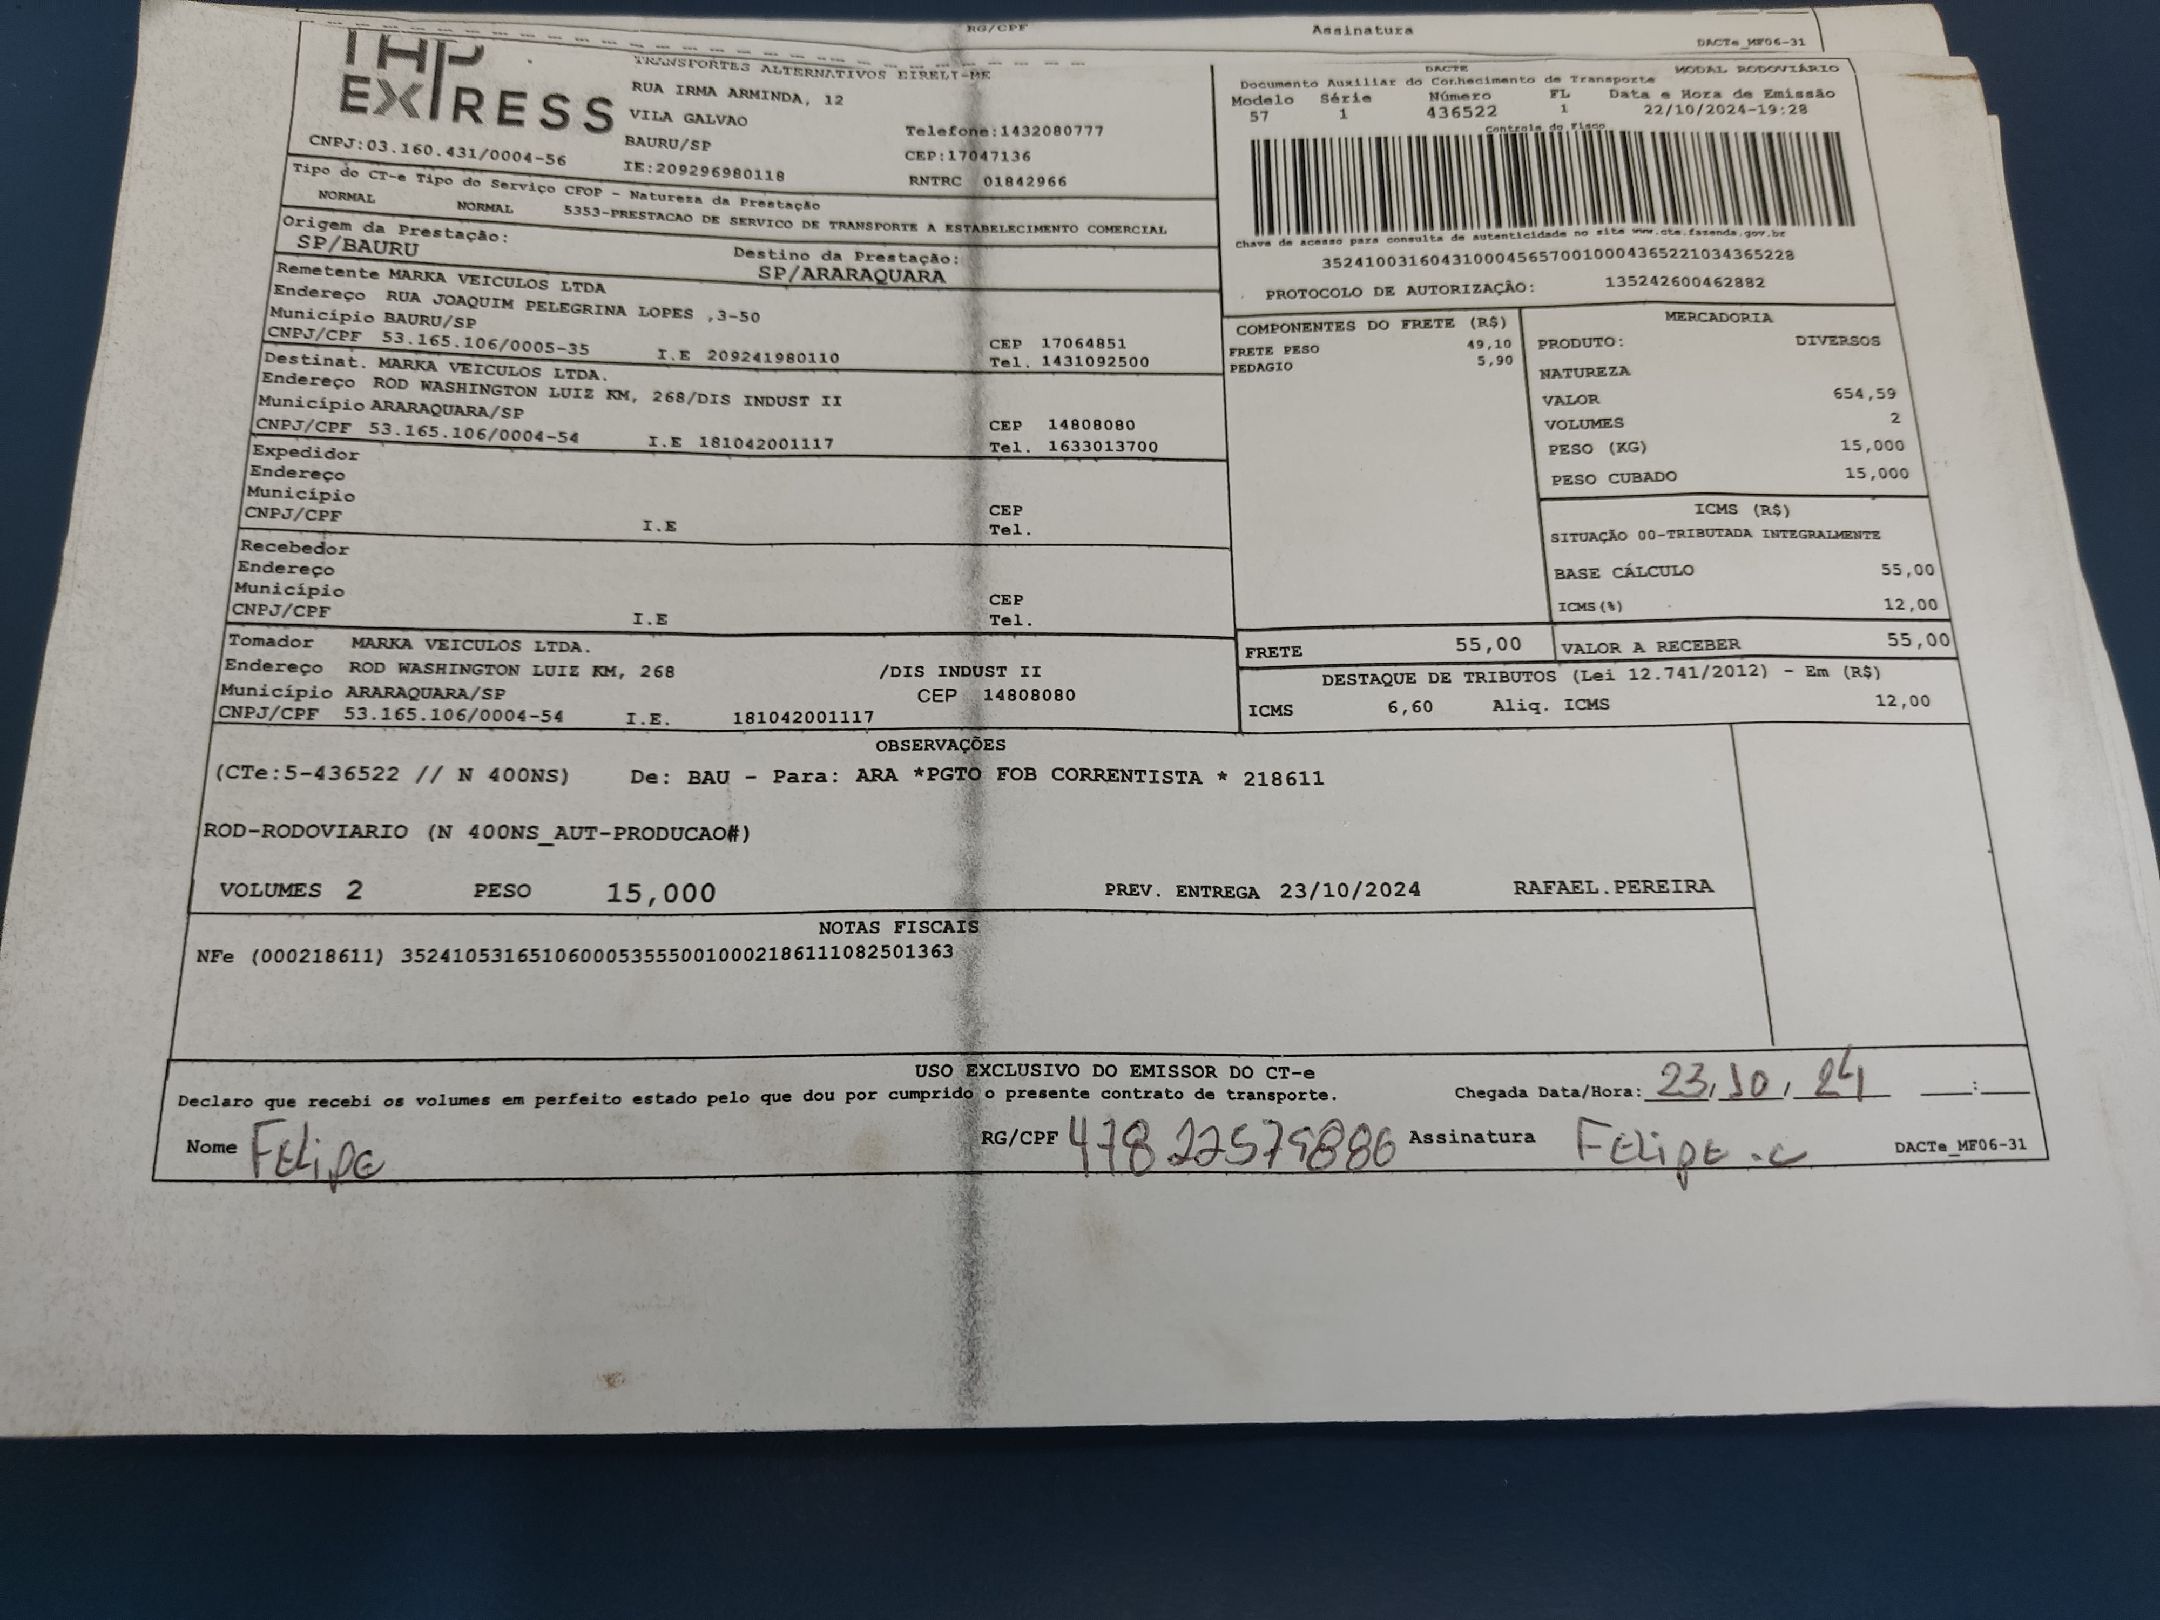 RG/CPF Assinatura DACTe_MF06-31
THP EXPRESS
CNPJ:03.160.431/0004-56
TRANSPORTES ALTERNATIVOS EIRELI-ME
RUA IRMA ARMINDA, 12
VILA GALVAO
BAURU/SP
IE:209296980118
Telefone:1432080777
CEP:17047136
RNTRC 01842966
DACTE MODAL RODOVIÁRIO
Documento Auxiliar do Conhecimento de Transporte
Modelo Série Número FL Data e Hora de Emissão
57 1 436522 1 22/10/2024-19:28
Controle do Fisco
Chave de acesso para consulta de autenticidade no site www.cte.fazenda.gov.br
35241003160431000456570010004365221034365228
PROTOCOLO DE AUTORIZAÇÃO: 135242600462882
Tipo do CT-e Tipo do Serviço CFOP - Natureza da Prestação
NORMAL NORMAL 5353-PRESTACAO DE SERVICO DE TRANSPORTE A ESTABELECIMENTO COMERCIAL
Origem da Prestação: Destino da Prestação:
SP/BAURU SP/ARARAQUARA
Remetente MARKA VEICULOS LTDA
Endereço RUA JOAQUIM PELEGRINA LOPES ,3-50
Município BAURU/SP CEP 17064851
CNPJ/CPF 53.165.106/0005-35 I.E 209241980110 Tel. 1431092500
Destinat. MARKA VEICULOS LTDA.
Endereço ROD WASHINGTON LUIZ KM, 268/DIS INDUST II
Município ARARAQUARA/SP CEP 14808080
CNPJ/CPF 53.165.106/0004-54 I.E 181042001117 Tel. 1633013700
Expedidor
Endereço
Município CEP
CNPJ/CPF I.E Tel.
Recebedor
Endereço
Município CEP
CNPJ/CPF I.E Tel.
Tomador MARKA VEICULOS LTDA.
Endereço ROD WASHINGTON LUIZ KM, 268 /DIS INDUST II
Município ARARAQUARA/SP CEP 14808080
CNPJ/CPF 53.165.106/0004-54 I.E. 181042001117
COMPONENTES DO FRETE (R$)
FRETE PESO 49,10
PEDAGIO 5,90
MERCADORIA
PRODUTO: DIVERSOS
NATUREZA
VALOR 654,59
VOLUMES 2
PESO (KG) 15,000
PESO CUBADO 15,000
ICMS (R$)
SITUAÇÃO 00-TRIBUTADA INTEGRALMENTE
BASE CÁLCULO 55,00
ICMS(%) 12,00
FRETE 55,00 VALOR A RECEBER 55,00
DESTAQUE DE TRIBUTOS (Lei 12.741/2012) - Em (R$)
ICMS 6,60 Aliq. ICMS 12,00
OBSERVAÇÕES
(CTe:5-436522 // N 400NS) De: BAU - Para: ARA *PGTO FOB CORRENTISTA * 218611
ROD-RODOVIARIO (N 400NS_AUT-PRODUCAO#)
VOLUMES 2 PESO 15,000 PREV. ENTREGA 23/10/2024 RAFAEL.PEREIRA
NOTAS FISCAIS
NFe (000218611) 35241053165106000535550010002186111082501363
USO EXCLUSIVO DO EMISSOR DO CT-e
Declaro que recebi os volumes em perfeito estado pelo que dou por cumprido o presente contrato de transporte. Chegada Data/Hora: 23,10,24 :
Nome Felipe RG/CPF 47822579886 Assinatura Felipe.c DACTe_MF06-31